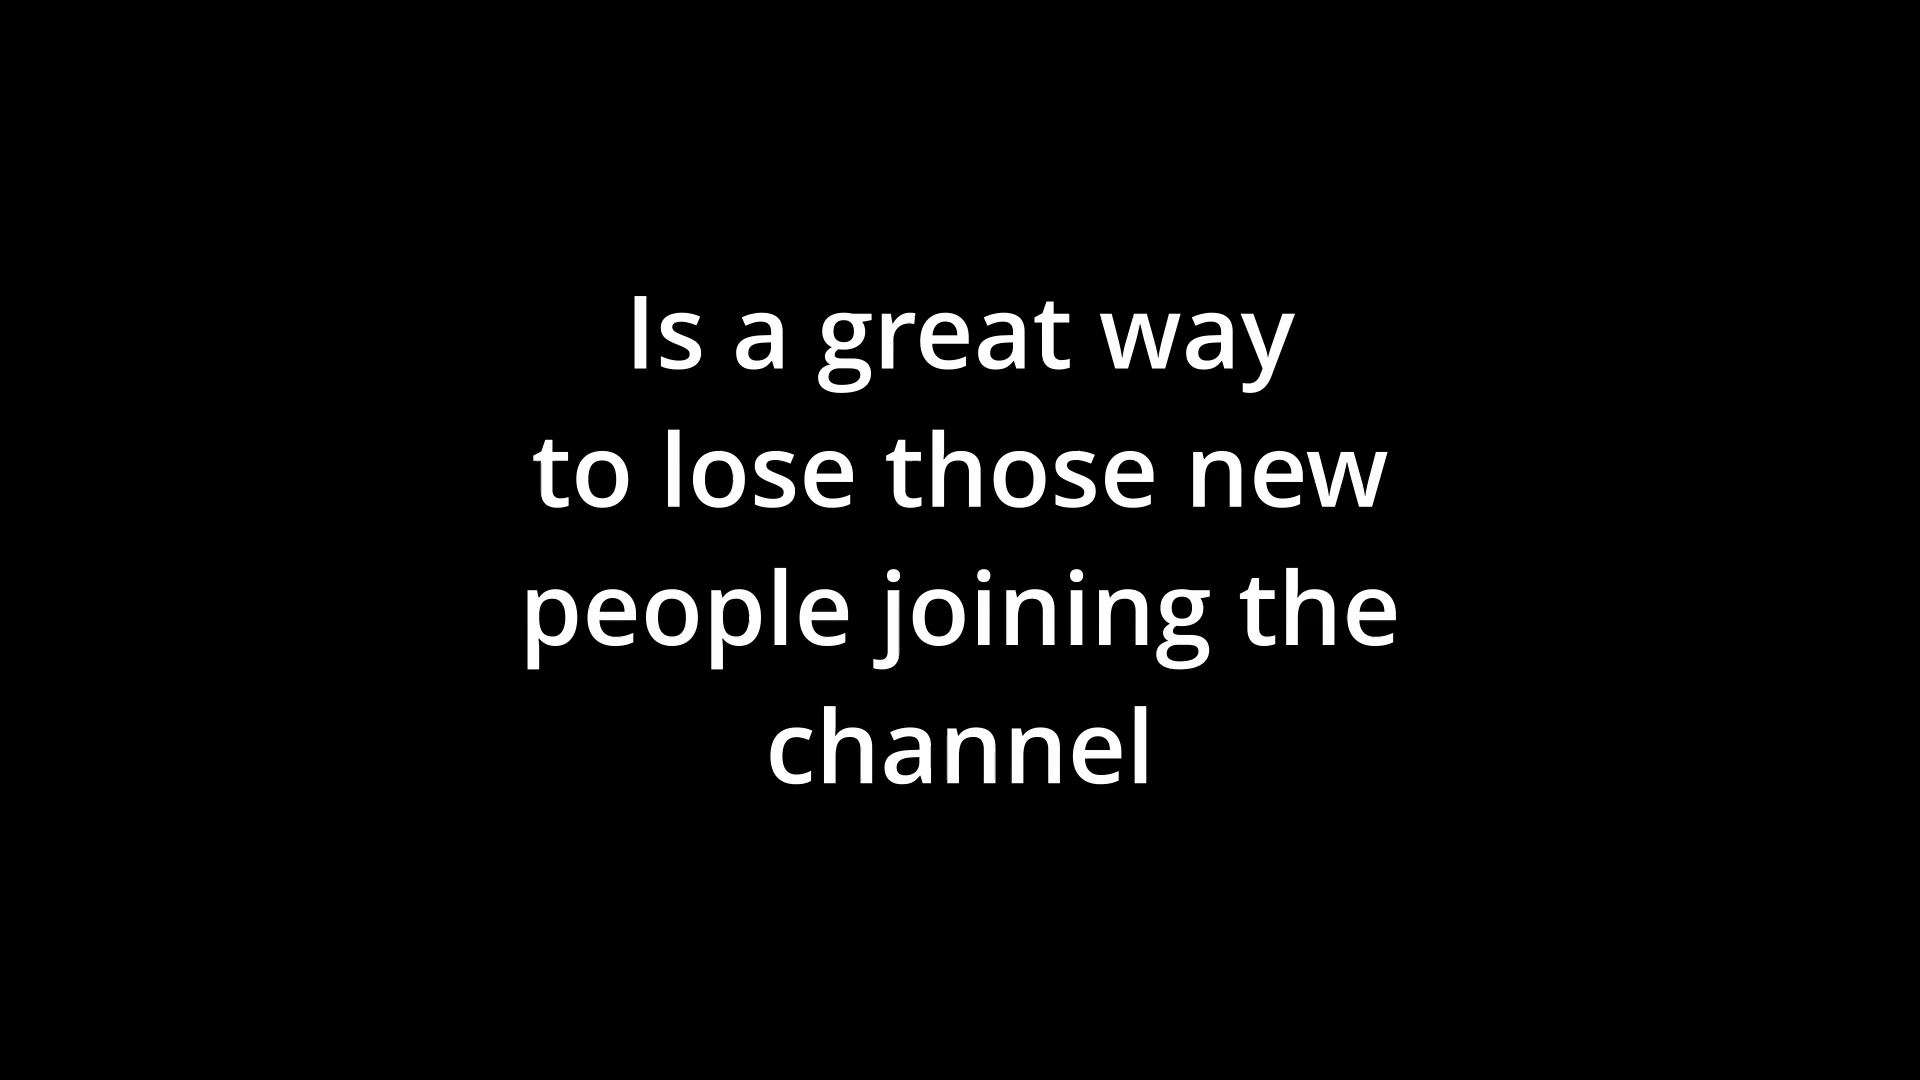 Is a great way
to lose those new
people joining the
channel